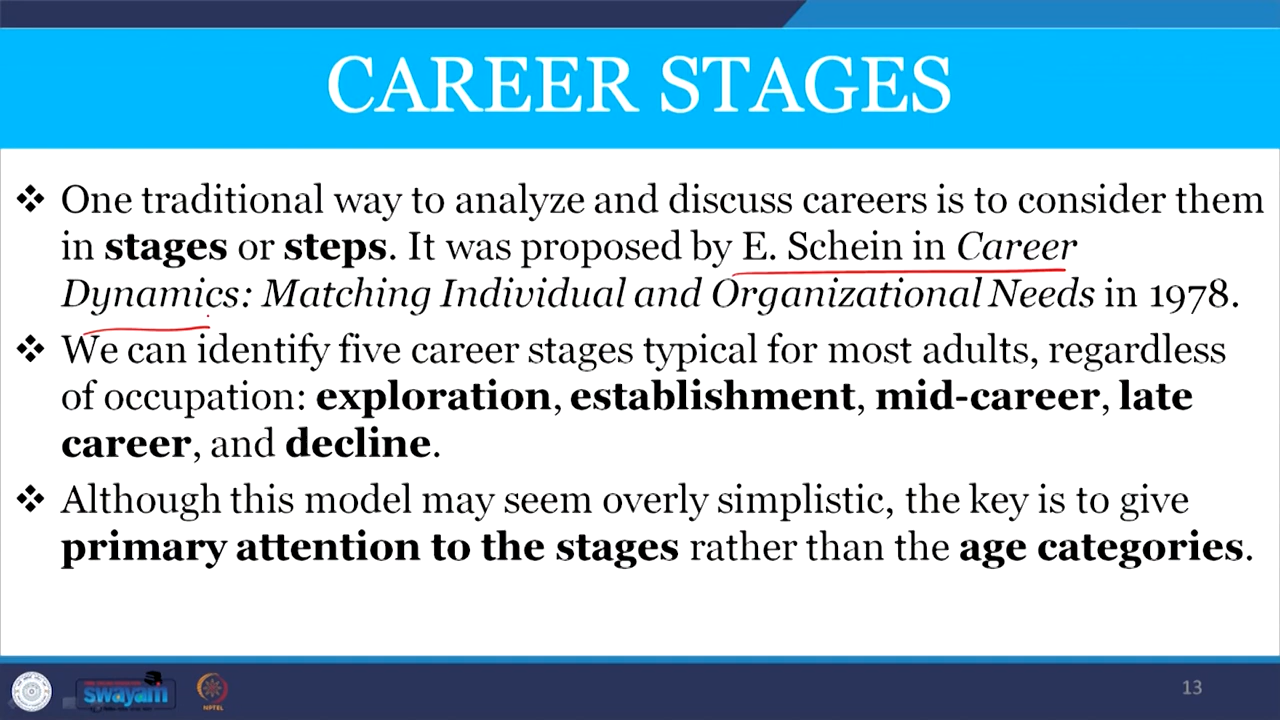 CAREER STAGES
❖ One traditional way to analyze and discuss careers is to consider them
in stages or steps. It was proposed by E. Schein in Career
Dynamics: Matching Individual and Organizational Needs in 1978.
❖ We can identify five career stages typical for most adults, regardless
of occupation: exploration, establishment, mid-career, late
career, and decline.
❖ Although this model may seem overly simplistic, the key is to give
primary attention to the stages rather than the age categories.
swayam
NPTEL
13